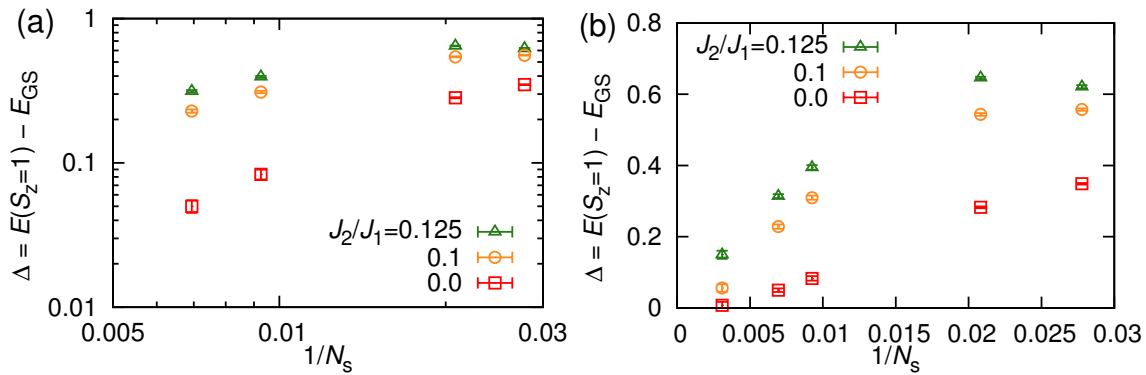 (a)
1
0.1
0.01
Δ = E(S_z=1) − E_GS
J_2/J_1=0.125
0.1
0.0
0.005
0.01
0.03
1/N_s
(b)
0.8
0.6
0.4
0.2
0
Δ = E(S_z=1) − E_GS
J_2/J_1=0.125
0.1
0.0
0 0.005 0.01 0.015 0.02 0.025 0.03
1/N_s